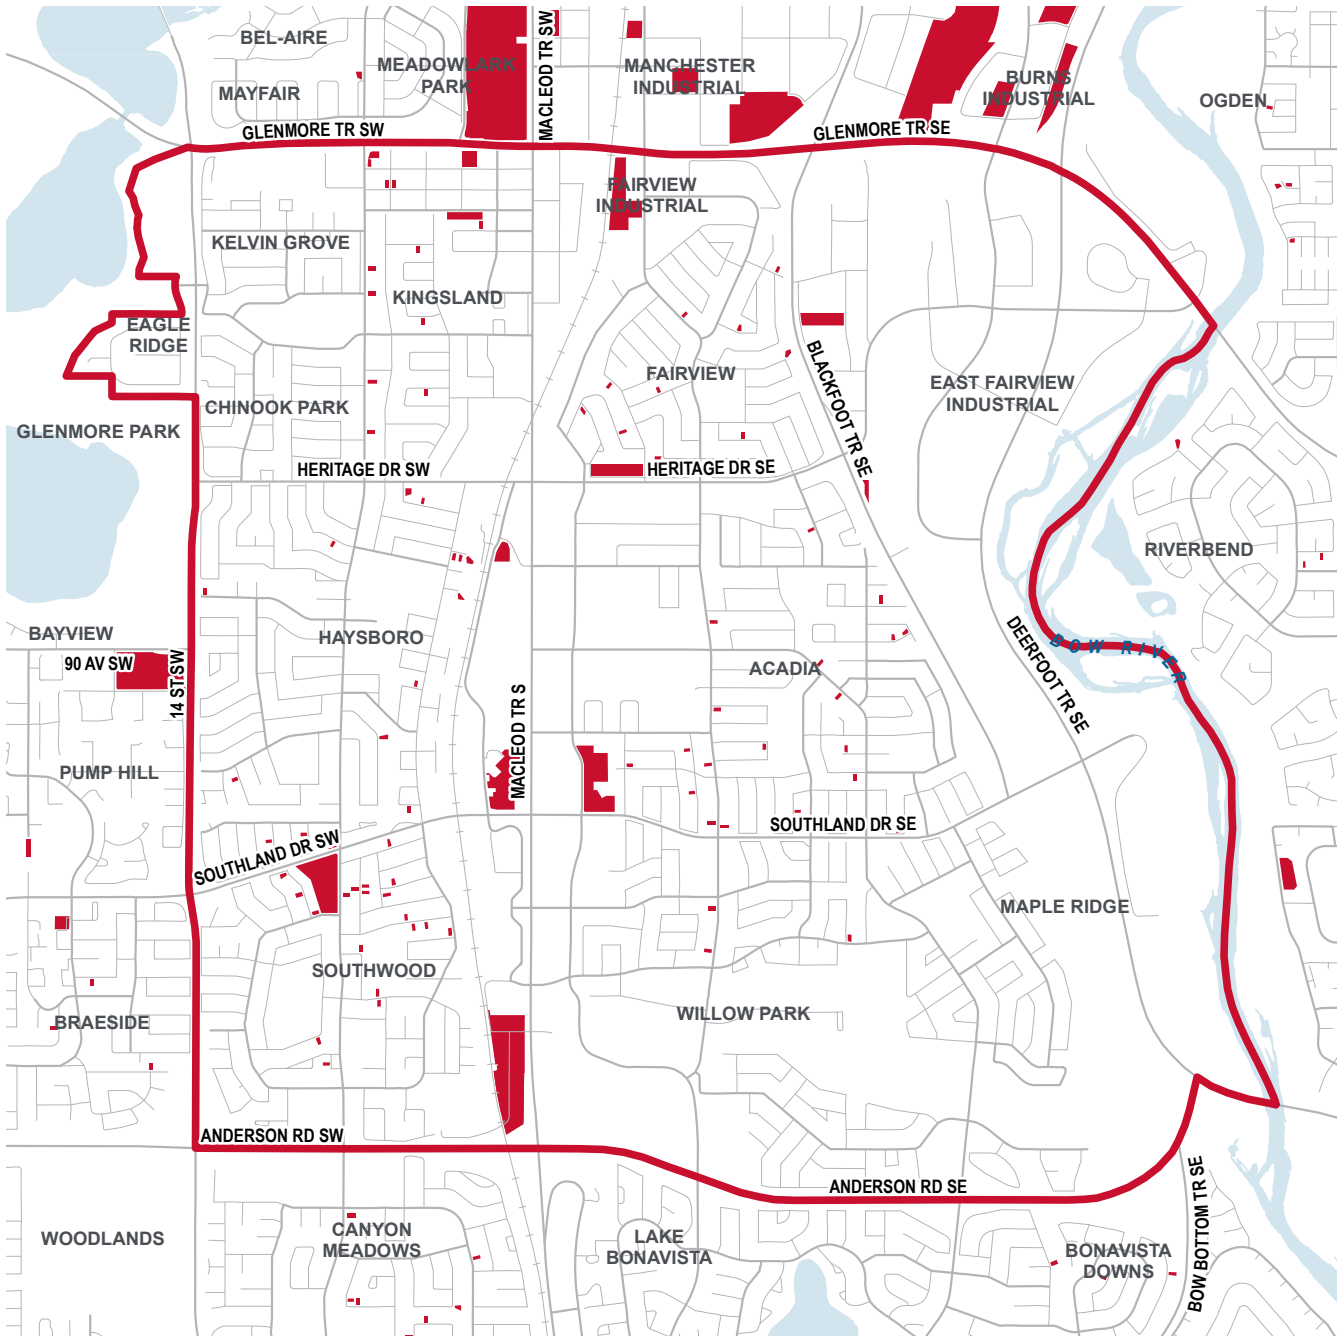 BEL-AIRE
MEADOWLARK
PARK
MAYFAIR
MACLEOD TR SW
MANCHESTER
INDUSTRIAL
BURNS
INDUSTRIAL
OGDEN
GLENMORE TR SW
GLENMORE TR SE
FAIRVIEW
INDUSTRIAL
KELVIN GROVE
KINGSLAND
EAGLE
RIDGE
FAIRVIEW
BLACKFOOT TR SE
EAST FAIRVIEW
INDUSTRIAL
CHINOOK PARK
GLENMORE PARK
HERITAGE DR SW
HERITAGE DR SE
RIVERBEND
BAYVIEW
HAYSBORO
BOW RIVER
90 AV SW
14 ST SW
ACADIA
DEERFOOT TR SE
MACLEOD TR S
PUMP HILL
SOUTHLAND DR SW
SOUTHLAND DR SE
MAPLE RIDGE
SOUTHWOOD
WILLOW PARK
BRAESIDE
ANDERSON RD SW
ANDERSON RD SE
BOW BOTTOM TR SE
WOODLANDS
CANYON
MEADOWS
LAKE
BONAVISTA
BONAVISTA
DOWNS